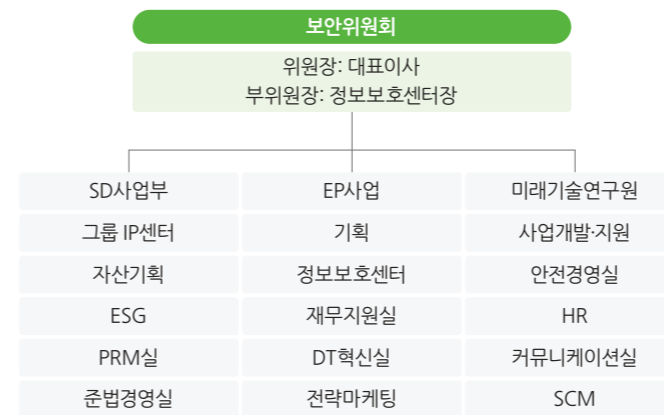 보안위원회
위원장: 대표이사
부위원장: 정보보호센터장
SD사업부 EP사업 미래기술연구원
그룹 IP센터 기획 사업개발·지원
자산기획 정보보호센터 안전경영실
ESG 재무지원실 HR
PRM실 DT혁신실 커뮤니케이션실
준법경영실 전략마케팅 SCM